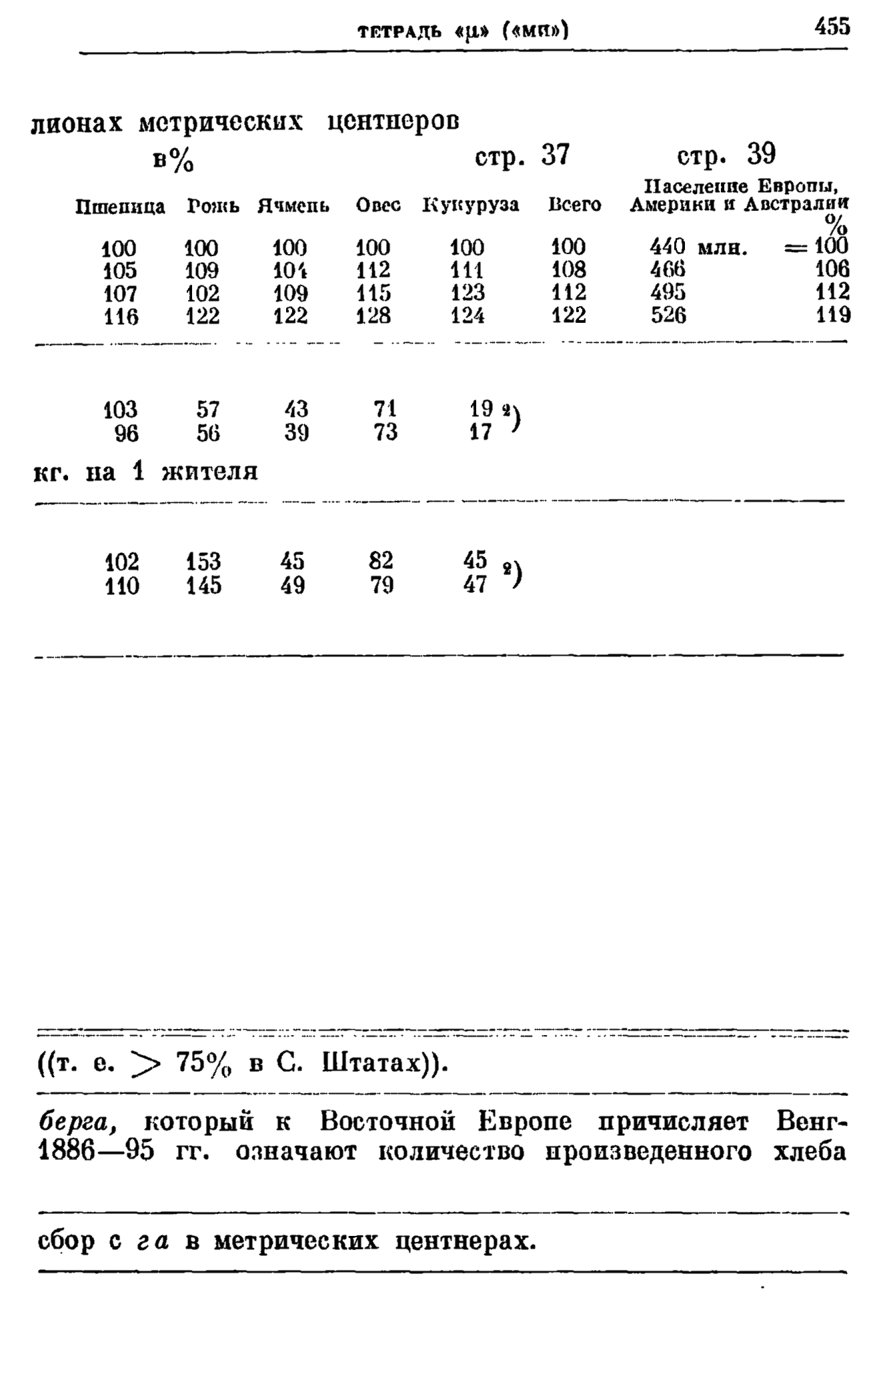 ТЕТРАДЬ «μ» («МЮ») 455
лионах метрических центнеров
в% стр. 37 стр. 39
Население Европы,
Пшеница Рожь Ячмень Овес Кукуруза Всего Америки и Австралии
%
100 100 100 100 100 100 440 млн. = 100
105 109 104 112 111 108 466 106
107 102 109 115 123 112 495 112
116 122 122 128 124 122 526 119
103 57 43 71 19 2)
96 56 39 73 17
кг. на 1 жителя
102 153 45 82 45 2)
110 145 49 79 47
((т. е. > 75% в С. Штатах)).
берга, который к Восточной Европе причисляет Венг-
1886—95 гг. означают количество произведенного хлеба
сбор с га в метрических центнерах.